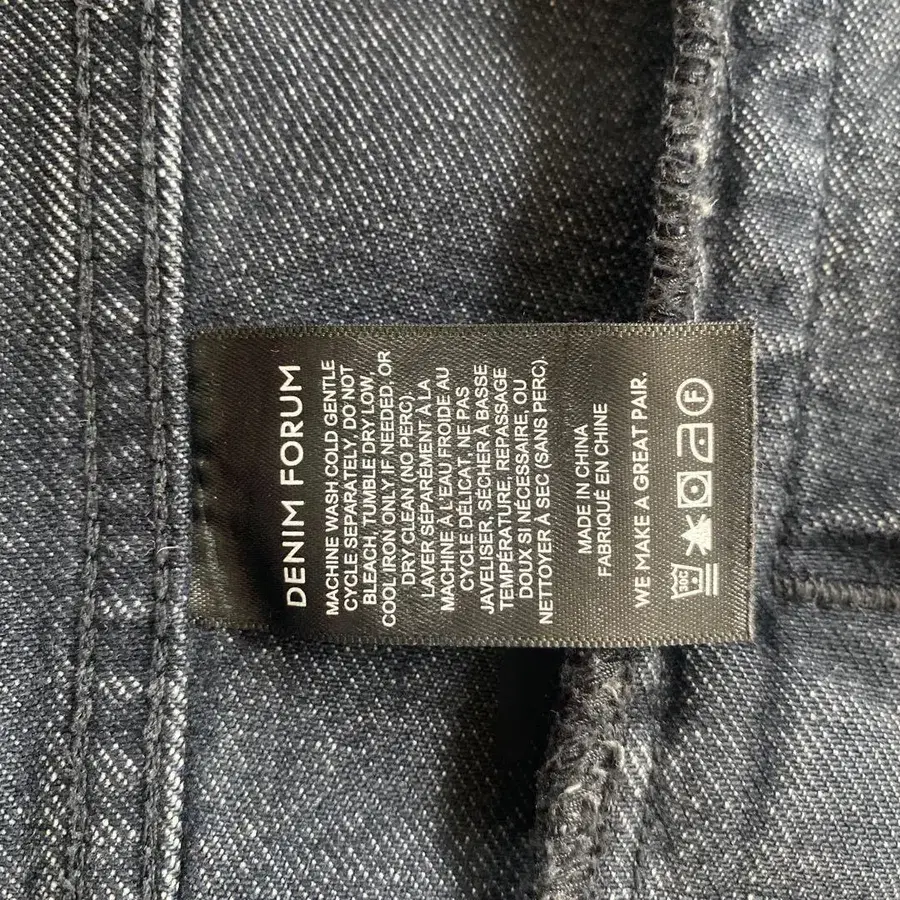 DENIM FORUM
MACHINE WASH COLD GENTLE
CYCLE SEPARATELY, DO NOT
BLEACH, TUMBLE DRY LOW,
COOL IRON ONLY IF NEEDED, OR
DRY CLEAN (NO PERC).
LAVER SÉPARÉMENT À LA
MACHINE À L'EAU FROIDE AU
CYCLE DÉLICAT, NE PAS
JAVELISER, SÉCHER À BASSE
TEMPÉRATURE, REPASSAGE
DOUX SI NÉCESSAIRE, OU
NETTOYER À SEC (SANS PERC).
MADE IN CHINA
FABRIQUÉ EN CHINE
WE MAKE A GREAT PAIR.
30C F